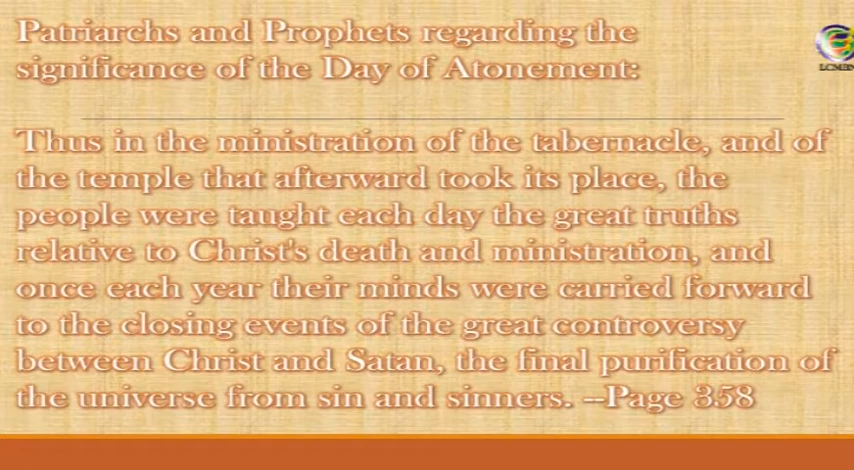 Patriarchs and Prophets regarding the
significance of the Day of Atonement:
LCMEN
Thus in the ministration of the tabernacle, and of
the temple that afterward took its place, the
people were taught each day the great truths
relative to Christ's death and ministration, and
once each year their minds were carried forward
to the closing events of the great controversy
between Christ and Satan, the final purification of
the universe from sin and sinners. --Page 358